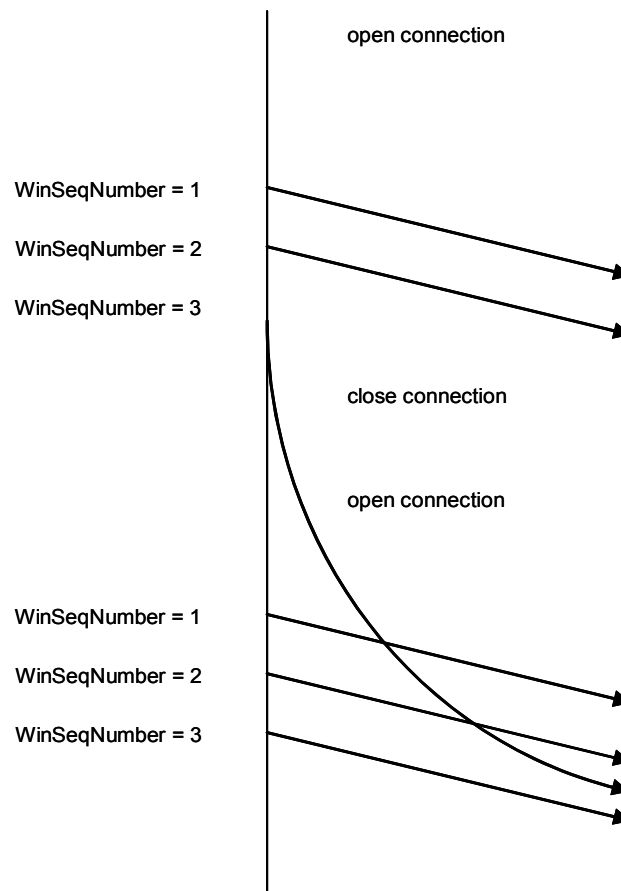 open connection
WinSeqNumber = 1
WinSeqNumber = 2
WinSeqNumber = 3
close connection
open connection
WinSeqNumber = 1
WinSeqNumber = 2
WinSeqNumber = 3